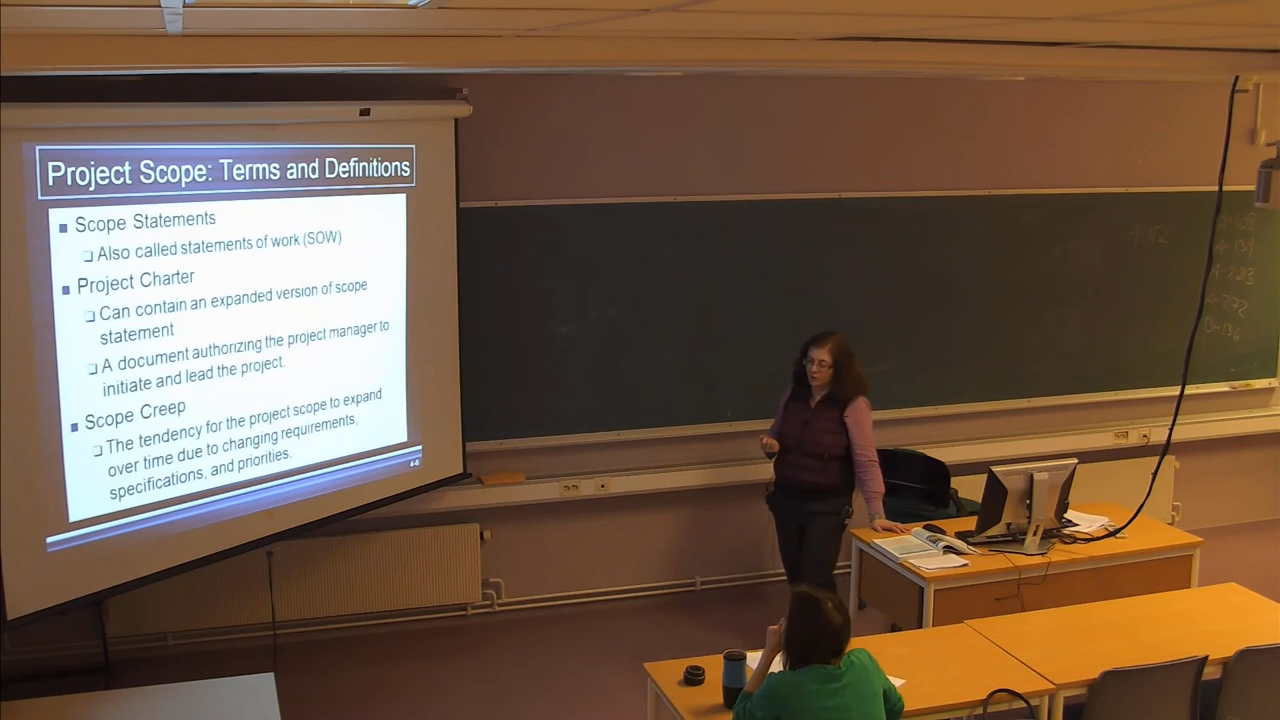 Project Scope: Terms and Definitions
Scope Statements
Also called statements of work (SOW)
Project Charter
Can contain an expanded version of scope
statement
A document authorizing the project manager to
initiate and lead the project.
Scope Creep
The tendency for the project scope to expand
over time due to changing requirements,
specifications, and priorities.
4-6